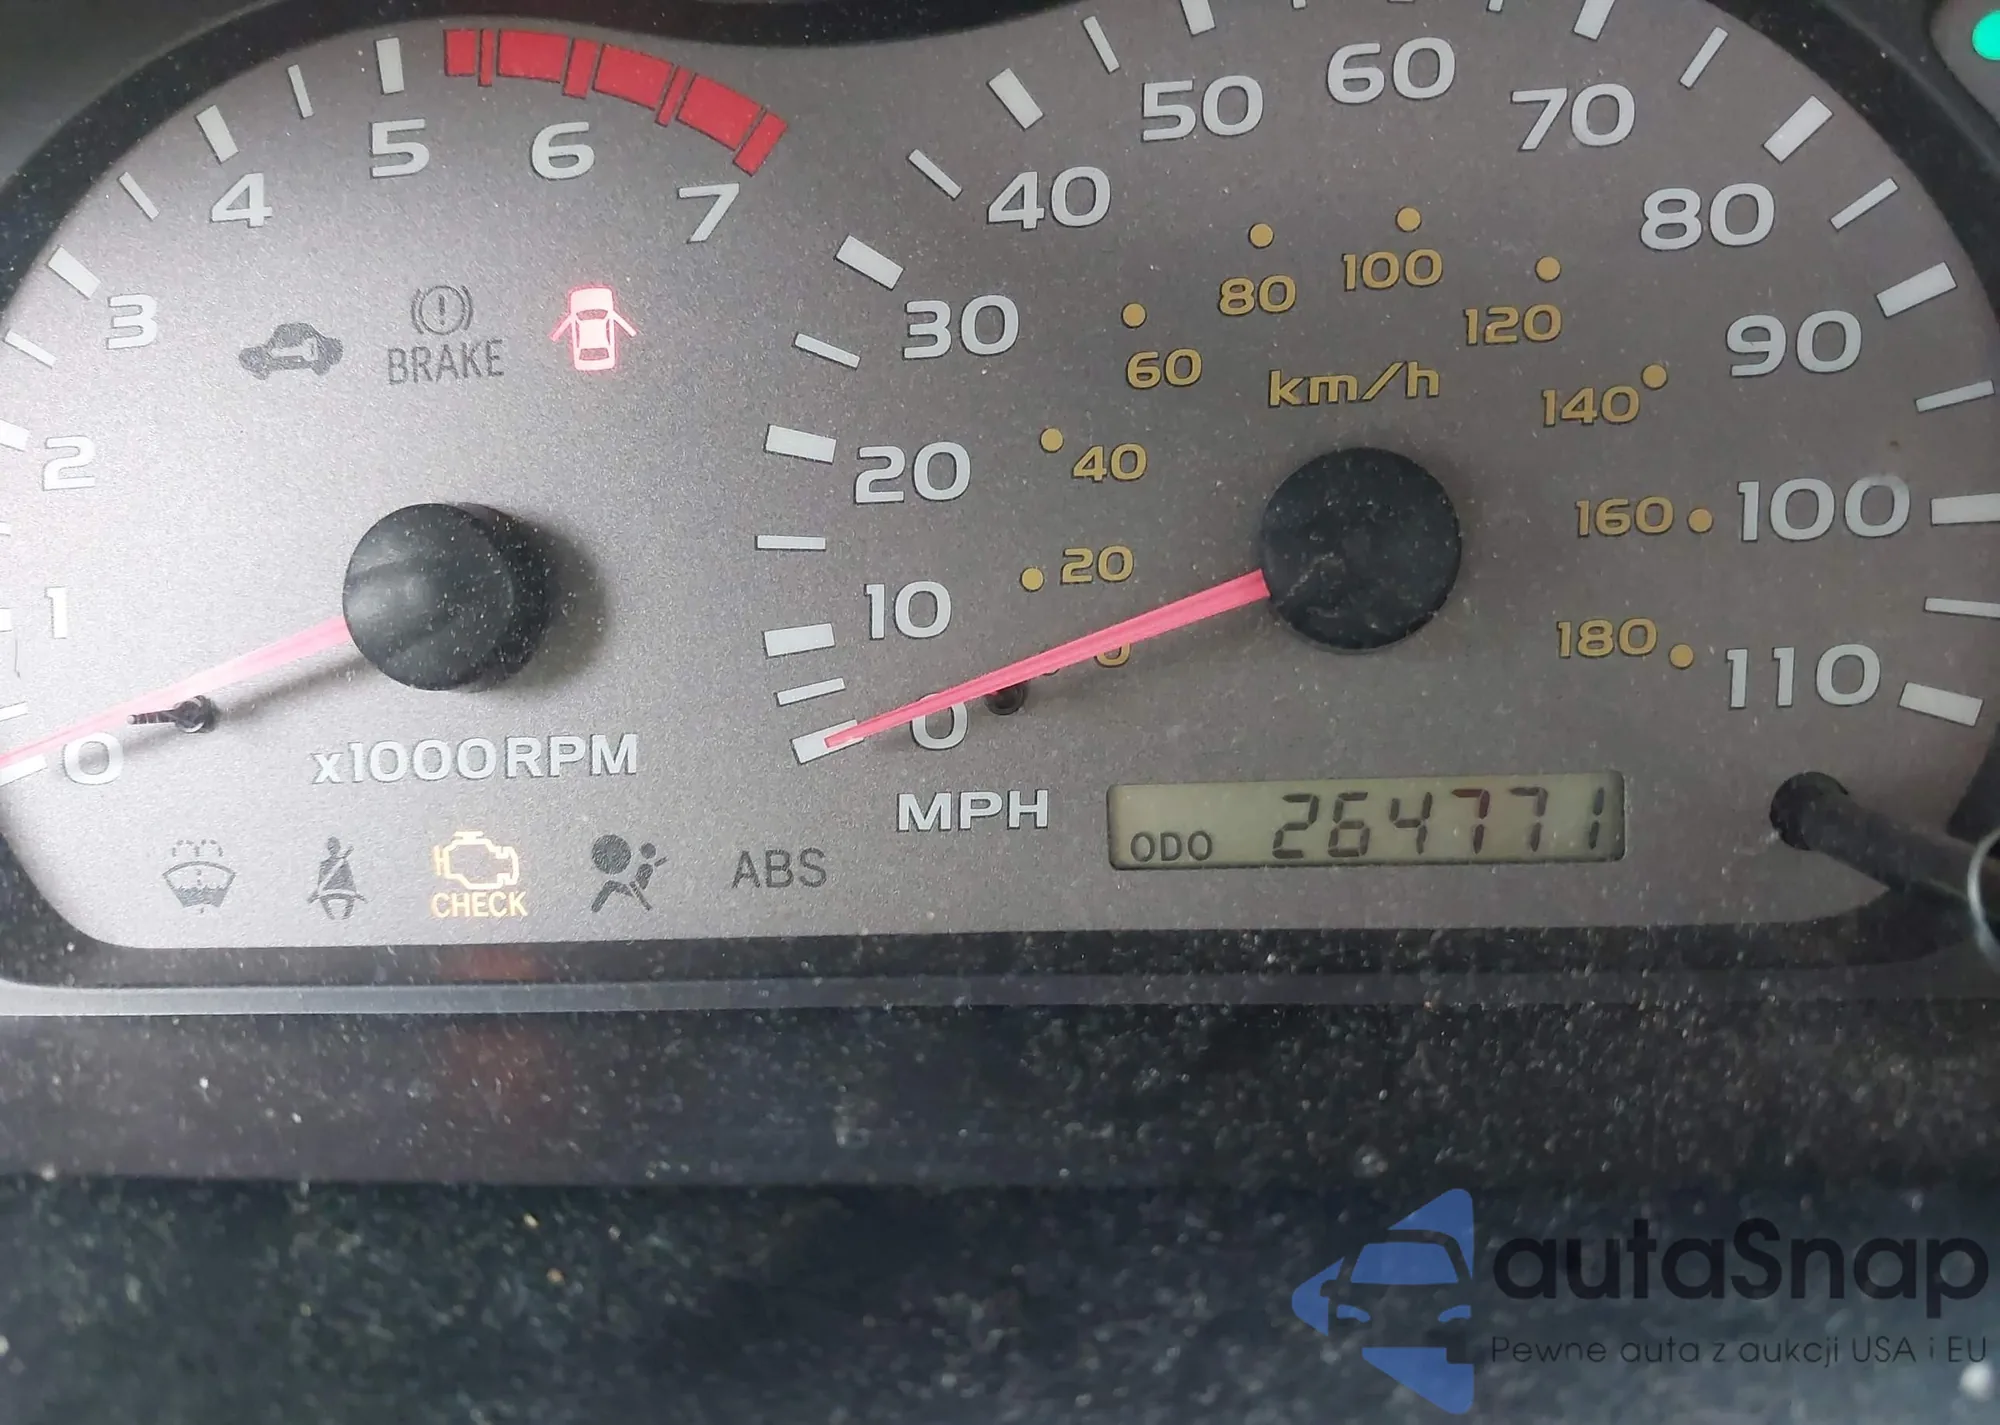 0 1 2 3 4 5 6 7
BRAKE
x1000RPM
CHECK
ABS
0 10 20 30 40 50 60 70 80 90 100 110
0 20 40 60 80 100 120 140 160 180
km/h
MPH
ODO 264771
autaSnap
Pewne auta z aukcji USA i EU